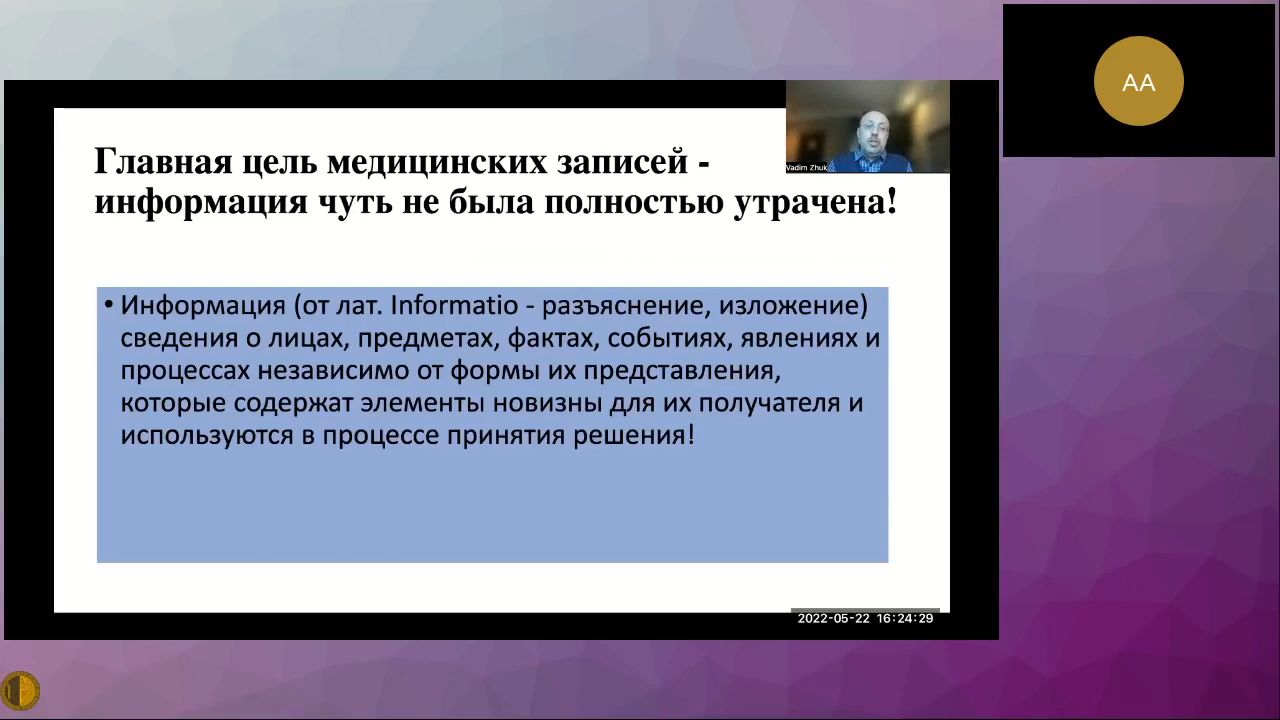 Главная цель медицинских записей -
информация чуть не была полностью утрачена!
• Информация (от лат. Informatio - разъяснение, изложение)
сведения о лицах, предметах, фактах, событиях, явлениях и
процессах независимо от формы их представления,
которые содержат элементы новизны для их получателя и
используются в процессе принятия решения!
Vadim Zhuk
2022-05-22 16:24:29
AA